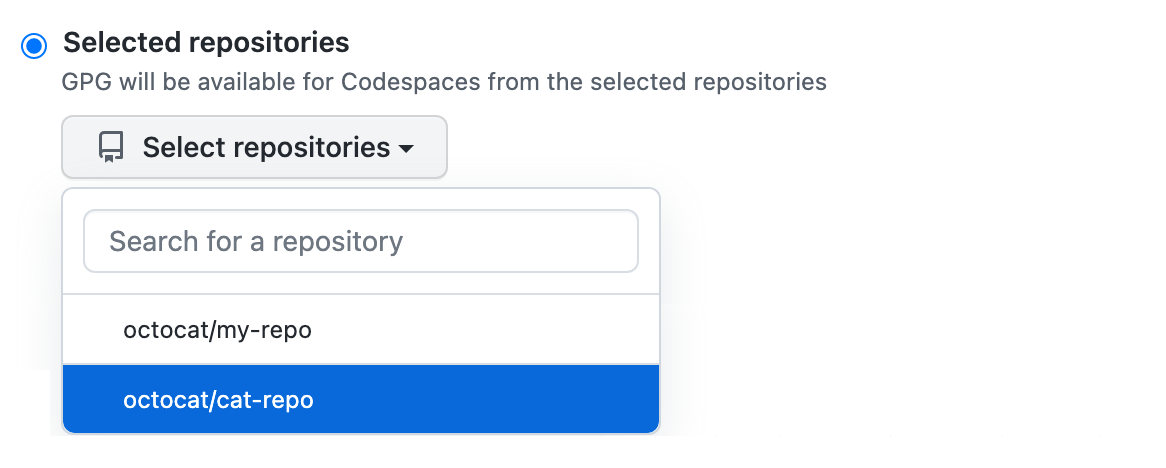 Selected repositories
GPG will be available for Codespaces from the selected repositories
Select repositories
Search for a repository
octocat/my-repo
octocat/cat-repo